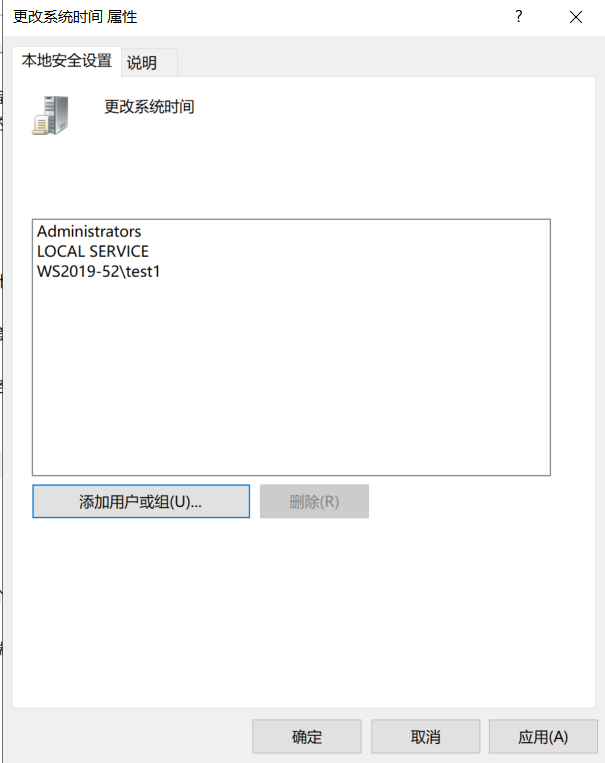 更改系统时间 属性
?
本地安全设置
说明
更改系统时间
Administrators
LOCAL SERVICE
WS2019-52\test1
添加用户或组(U)...
删除(R)
确定
取消
应用(A)